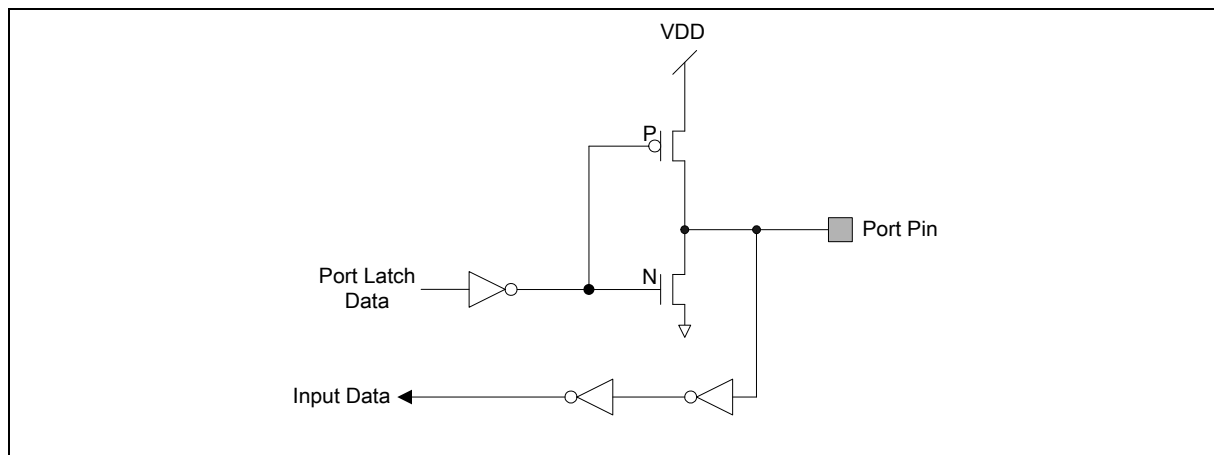 VDD
P
Port Pin
N
Port Latch
Data
Input Data